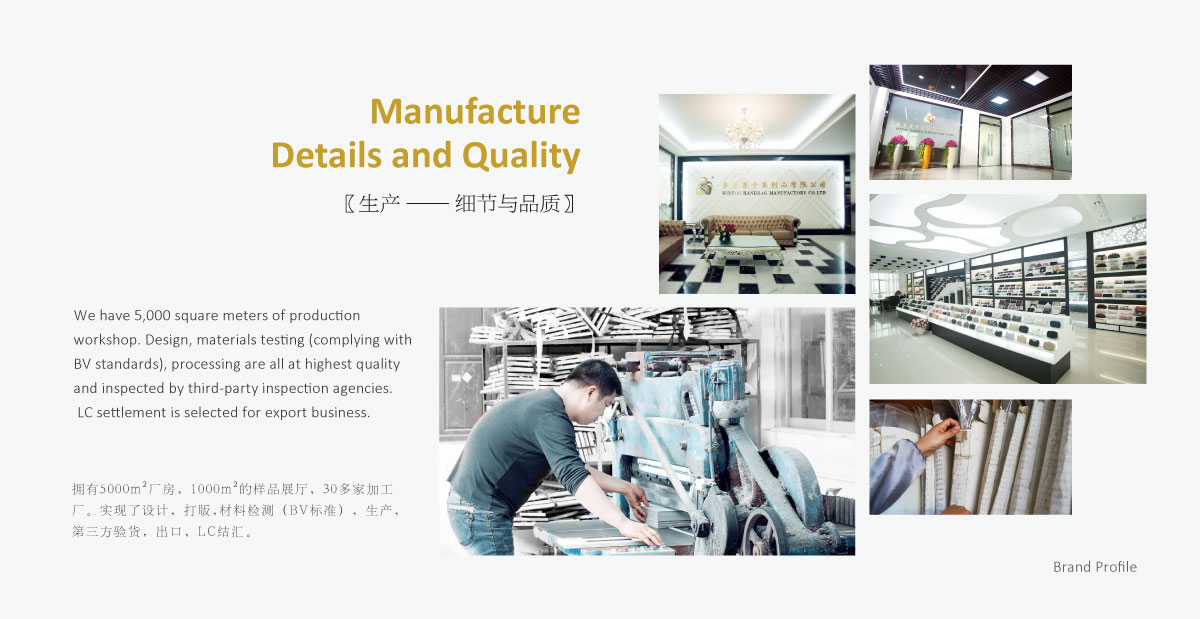 Manufacture
Details and Quality
〖生产 —— 细节与品质〗
We have 5,000 square meters of production
workshop. Design, materials testing (complying with
BV standards), processing are all at highest quality
and inspected by third-party inspection agencies.
LC settlement is selected for export business.
拥有5000m²厂房、1000m²的样品展厅，30多家加工
厂。实现了设计，打版,材料检测（BV标准）、生产，
第三方验货，出口，LC结汇。
HANDBAG MANUFACTORY CO.LTD
Brand Profile